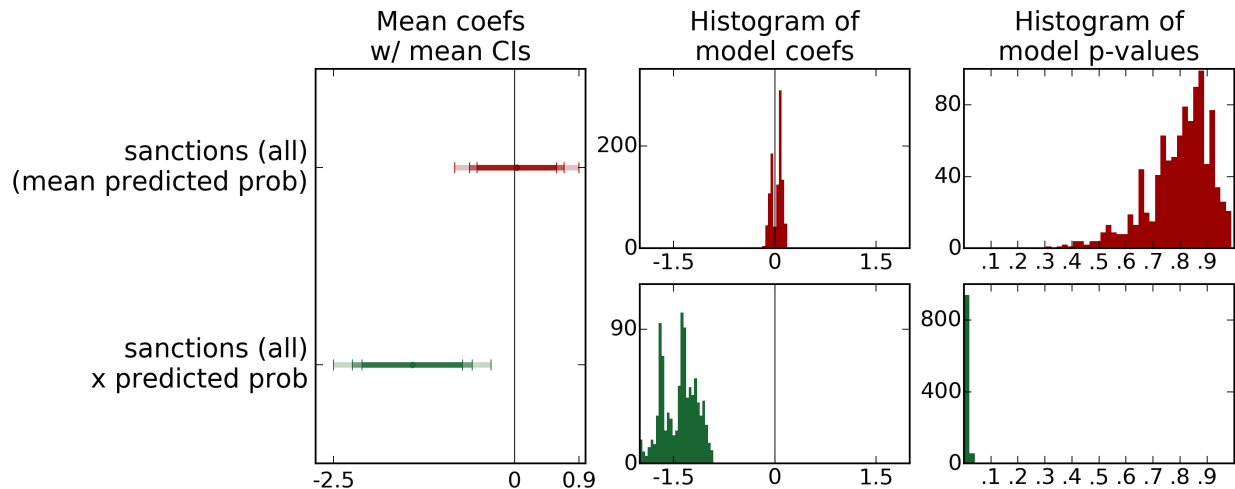 Mean coefs
w/ mean CIs
Histogram of
model coefs
Histogram of
model p-values
sanctions (all)
(mean predicted prob)
200
0
-1.5 0 1.5
80
40
0
.1 .2 .3 .4 .5 .6 .7 .8 .9
sanctions (all)
x predicted prob
-2.5 0 0.9
90
0
-1.5 0 1.5
800
400
0
.1 .2 .3 .4 .5 .6 .7 .8 .9